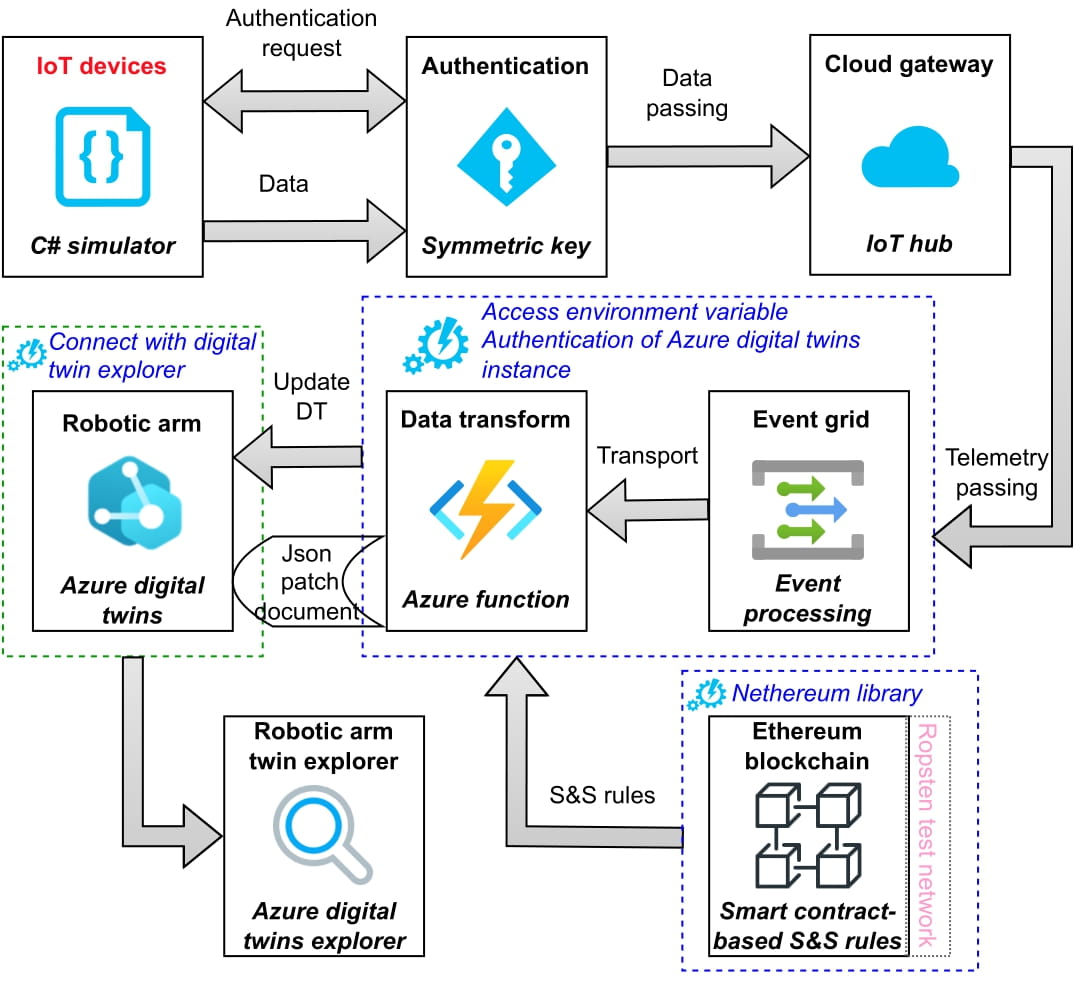 Authentication
request
IoT devices
C# simulator
Data
Authentication
Symmetric key
Data
passing
Cloud gateway
IoT hub
Telemetry
passing
Access environment variable
Authentication of Azure digital twins
instance
Event grid
Event
processing
Transport
Data transform
Azure function
Update
DT
Json
patch
document
Connect with digital
twin explorer
Robotic arm
Azure digital
twins
Robotic arm
twin explorer
Azure digital
twins explorer
S&S rules
Nethereum library
Ethereum
blockchain
Smart contract-
based S&S rules
Ropsten test network